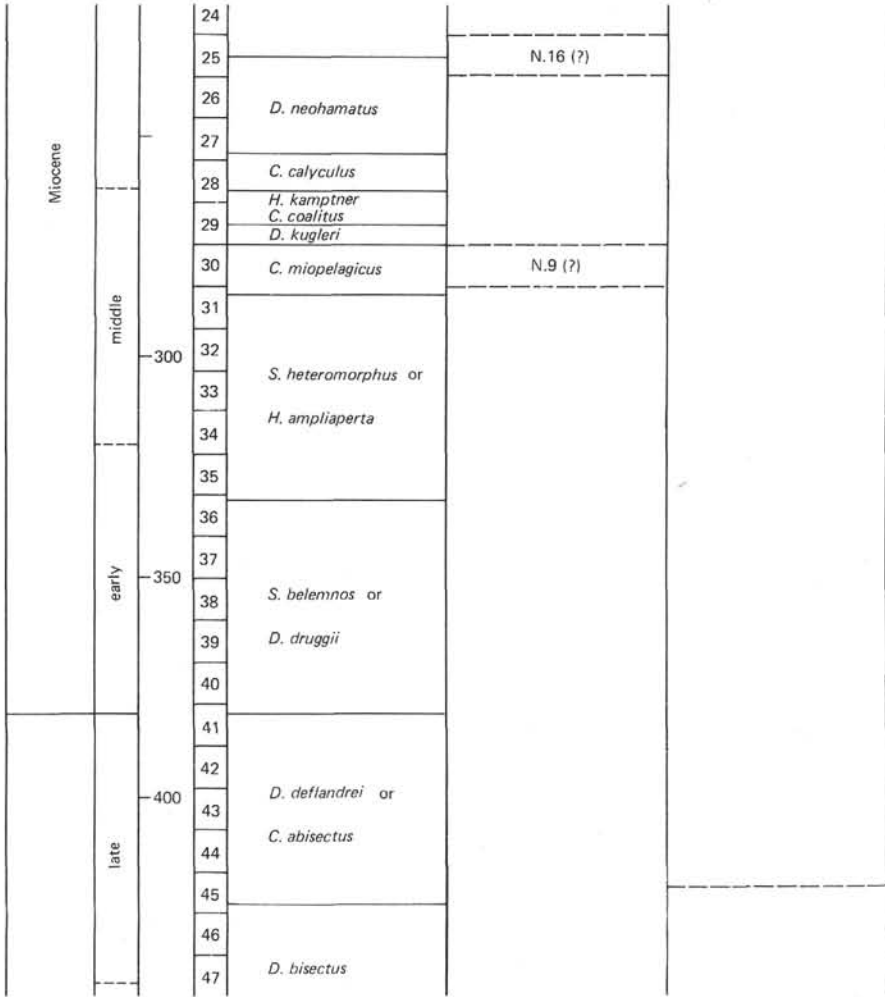 24
25
N.16 (?)
26
D. neohamatus
27
Miocene
C. calyculus
28
H. kamptner
C. coalitus
29
D. kugleri
30
C. miopelagicus
N.9 (?)
31
middle
300
32
S. heteromorphus or
33
H. ampliaperta
34
35
36
37
early
350
38
S. belemnos or
39
D. druggii
40
41
42
400
D. deflandrei or
43
C. abisectus
44
late
45
46
D. bisectus
47